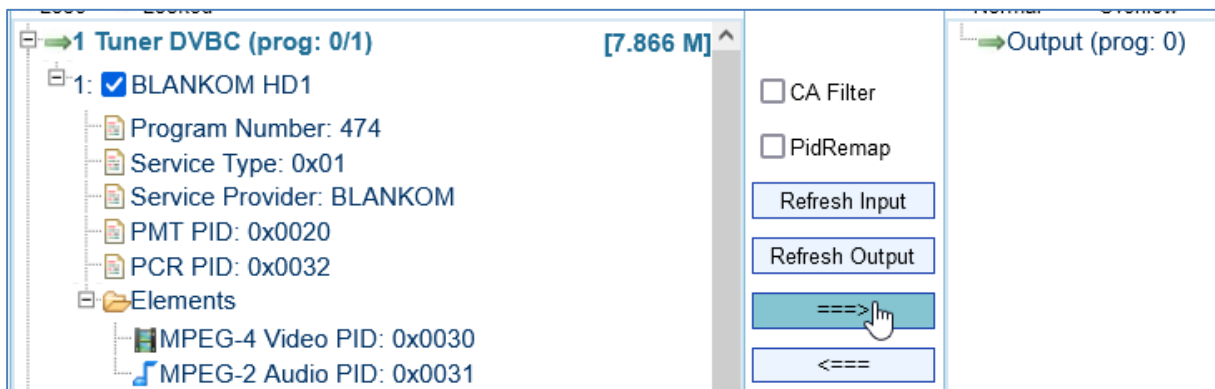 1 Tuner DVBC (prog: 0/1) [7.866 M]
1: BLANKOM HD1
Program Number: 474
Service Type: 0x01
Service Provider: BLANKOM
PMT PID: 0x0020
PCR PID: 0x0032
Elements
MPEG-4 Video PID: 0x0030
MPEG-2 Audio PID: 0x0031
CA Filter
PidRemap
Refresh Input
Refresh Output
===>
<===
Output (prog: 0)